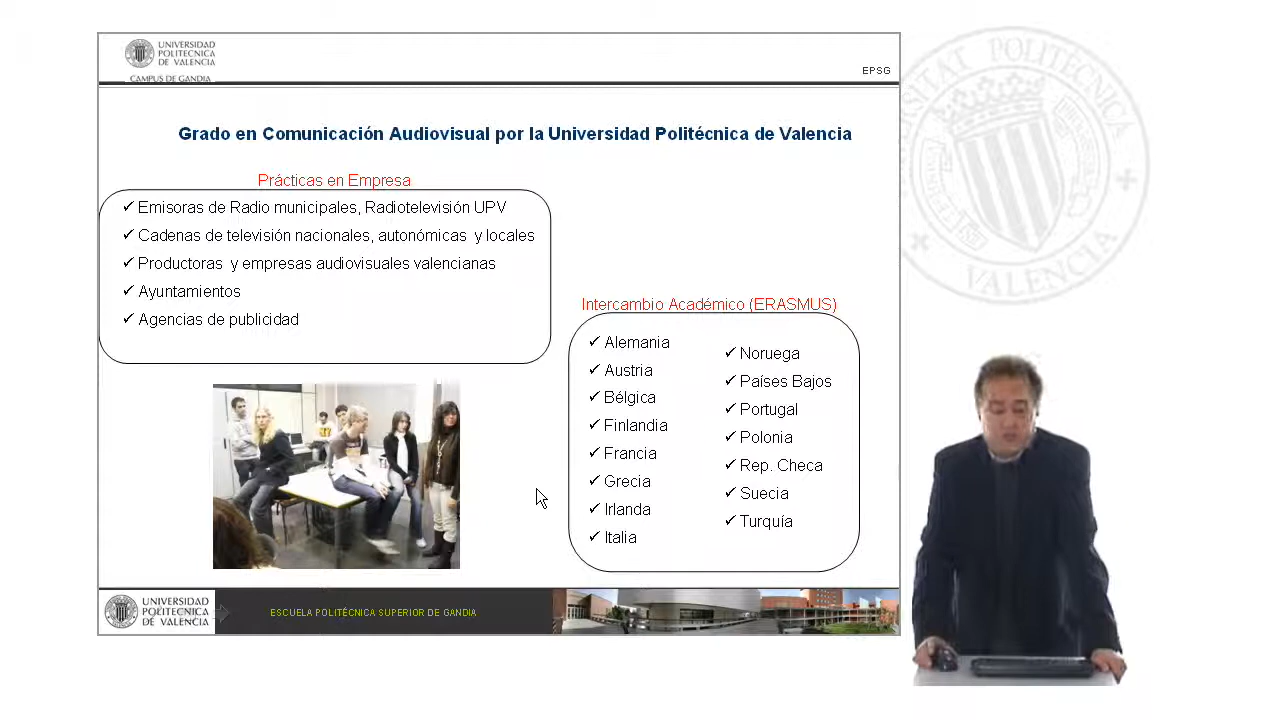 UNIVERSIDAD
POLITECNICA
DE VALENCIA
CAMPUS DE GANDIA
EPSG
Grado en Comunicación Audiovisual por la Universidad Politécnica de Valencia
Prácticas en Empresa
✓ Emisoras de Radio municipales, Radiotelevisión UPV
✓ Cadenas de televisión nacionales, autonómicas y locales
✓ Productoras y empresas audiovisuales valencianas
✓ Ayuntamientos
✓ Agencias de publicidad
Intercambio Académico (ERASMUS)
✓ Alemania
✓ Austria
✓ Bélgica
✓ Finlandia
✓ Francia
✓ Grecia
✓ Irlanda
✓ Italia
✓ Noruega
✓ Países Bajos
✓ Portugal
✓ Polonia
✓ Rep. Checa
✓ Suecia
✓ Turquía
UNIVERSIDAD
POLITECNICA
DE VALENCIA
ESCUELA POLITÉCNICA SUPERIOR DE GANDIA
POLITECNICA
VALENCIA